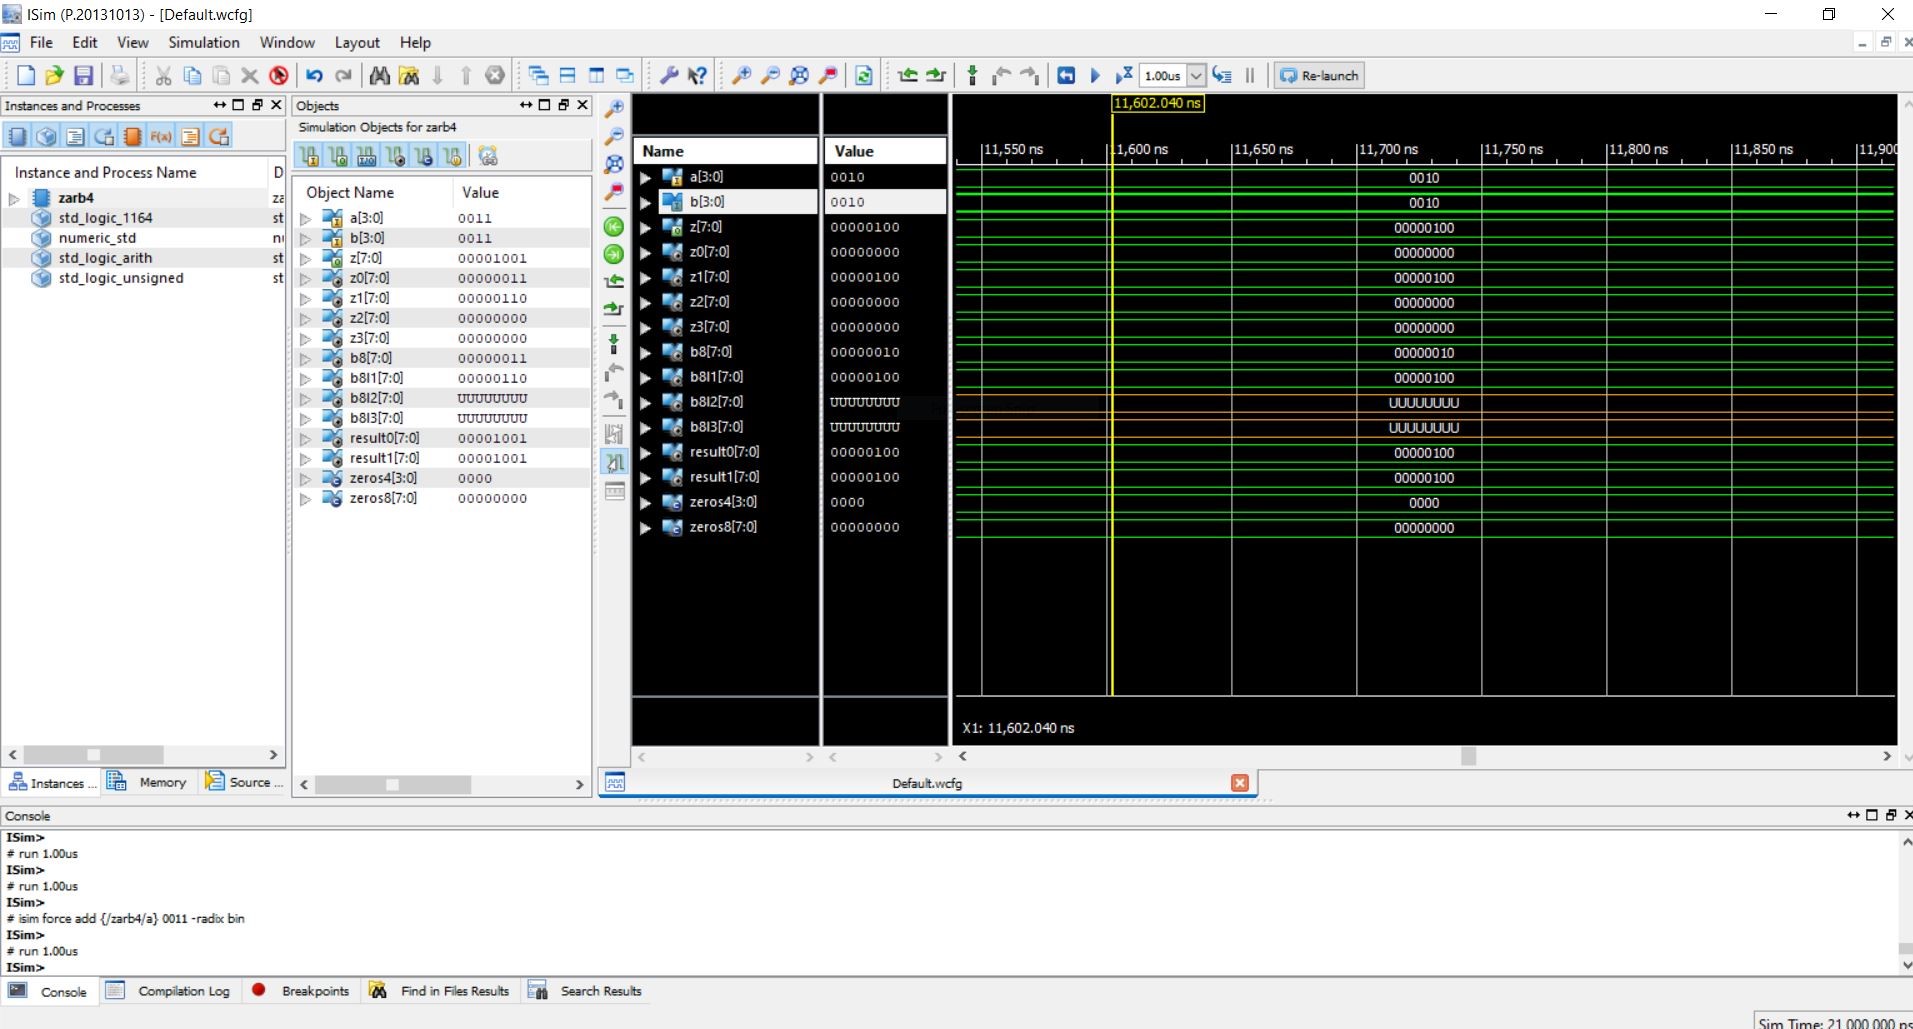 ISim (P.20131013) - [Default.wcfg]
File Edit View Simulation Window Layout Help
1.00us Re-launch
Instances and Processes
Instance and Process Name D
zarb4 za
std_logic_1164 st
numeric_std nu
std_logic_arith st
std_logic_unsigned st
Objects
Simulation Objects for zarb4
Object Name Value
a[3:0] 0011
b[3:0] 0011
z[7:0] 00001001
z0[7:0] 00000011
z1[7:0] 00000110
z2[7:0] 00000000
z3[7:0] 00000000
b8[7:0] 00000011
b8l1[7:0] 00000110
b8l2[7:0] UUUUUUUU
b8l3[7:0] UUUUUUUU
result0[7:0] 00001001
result1[7:0] 00001001
zeros4[3:0] 0000
zeros8[7:0] 00000000
11,602.040 ns
Name Value 11,550 ns 11,600 ns 11,650 ns 11,700 ns 11,750 ns 11,800 ns 11,850 ns 11,900
a[3:0] 0010 0010
b[3:0] 0010 0010
z[7:0] 00000100 00000100
z0[7:0] 00000000 00000000
z1[7:0] 00000100 00000100
z2[7:0] 00000000 00000000
z3[7:0] 00000000 00000000
b8[7:0] 00000010 00000010
b8l1[7:0] 00000100 00000100
b8l2[7:0] UUUUUUUU UUUUUUUU
b8l3[7:0] UUUUUUUU UUUUUUUU
result0[7:0] 00000100 00000100
result1[7:0] 00000100 00000100
zeros4[3:0] 0000 0000
zeros8[7:0] 00000000 00000000
X1: 11,602.040 ns
Instances ... Memory Source ...
Default.wcfg
Console
ISim>
# run 1.00us
ISim>
# run 1.00us
ISim>
# isim force add {/zarb4/a} 0011 -radix bin
ISim>
# run 1.00us
ISim>
Console Compilation Log Breakpoints Find in Files Results Search Results
Sim Time: 21,000,000 ps